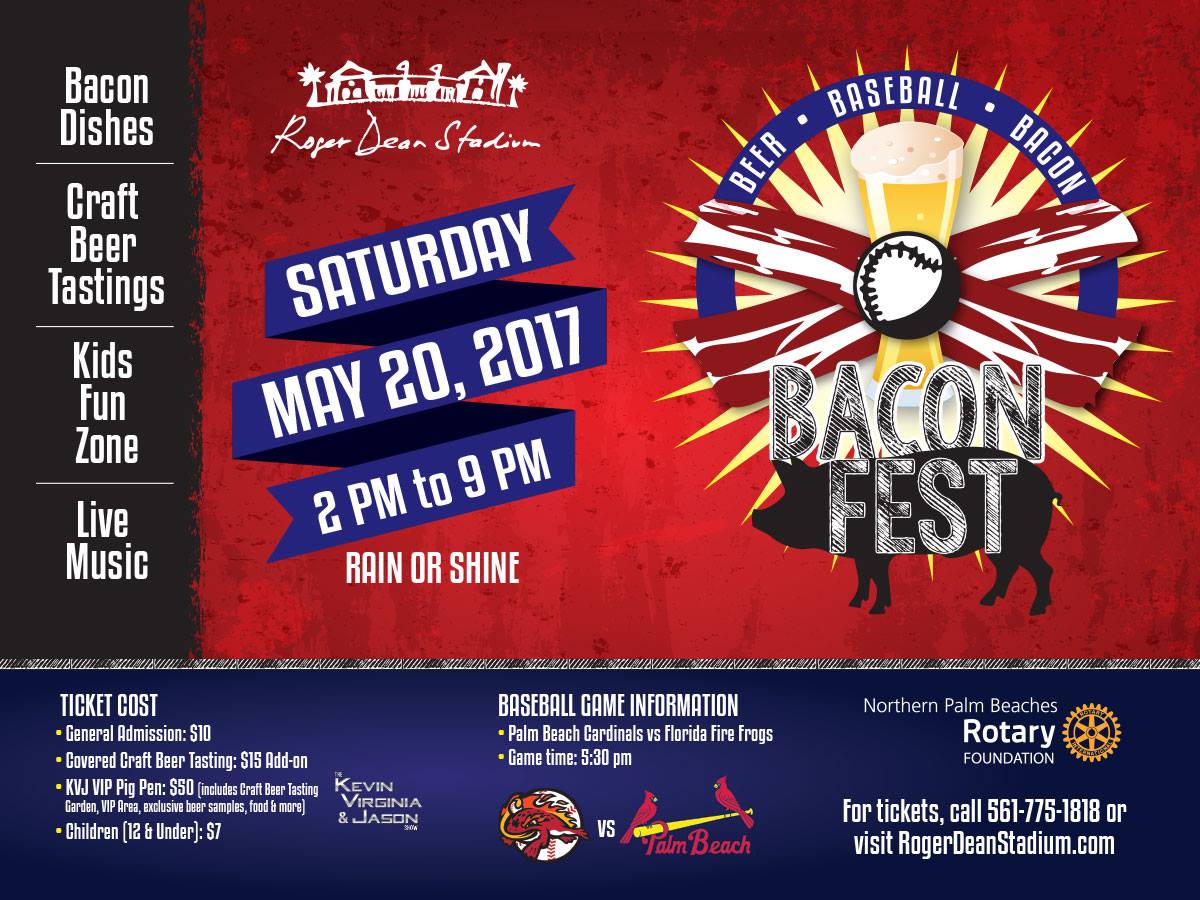 Bacon
Dishes
Craft
Beer
Tastings
Kids
Fun
Zone
Live
Music
Roger Dean Stadium
SATURDAY
MAY 20, 2017
2 PM to 9 PM
RAIN OR SHINE
BEER • BASEBALL • BACON
BACON
FEST
TICKET COST
• General Admission: $10
• Covered Craft Beer Tasting: $15 Add-on
• KVJ VIP Pig Pen: $50 (includes Craft Beer Tasting
Garden, VIP Area, exclusive beer samples, food & more)
• Children (12 & Under): $7
THE
KEVIN
VIRGINIA
& JASON
SHOW
BASEBALL GAME INFORMATION
• Palm Beach Cardinals vs Florida Fire Frogs
• Game time: 5:30 pm
VS
Palm Beach
Northern Palm Beaches
Rotary
FOUNDATION
ROTARY
INTERNATIONAL
For tickets, call 561-775-1818 or
visit RogerDeanStadium.com